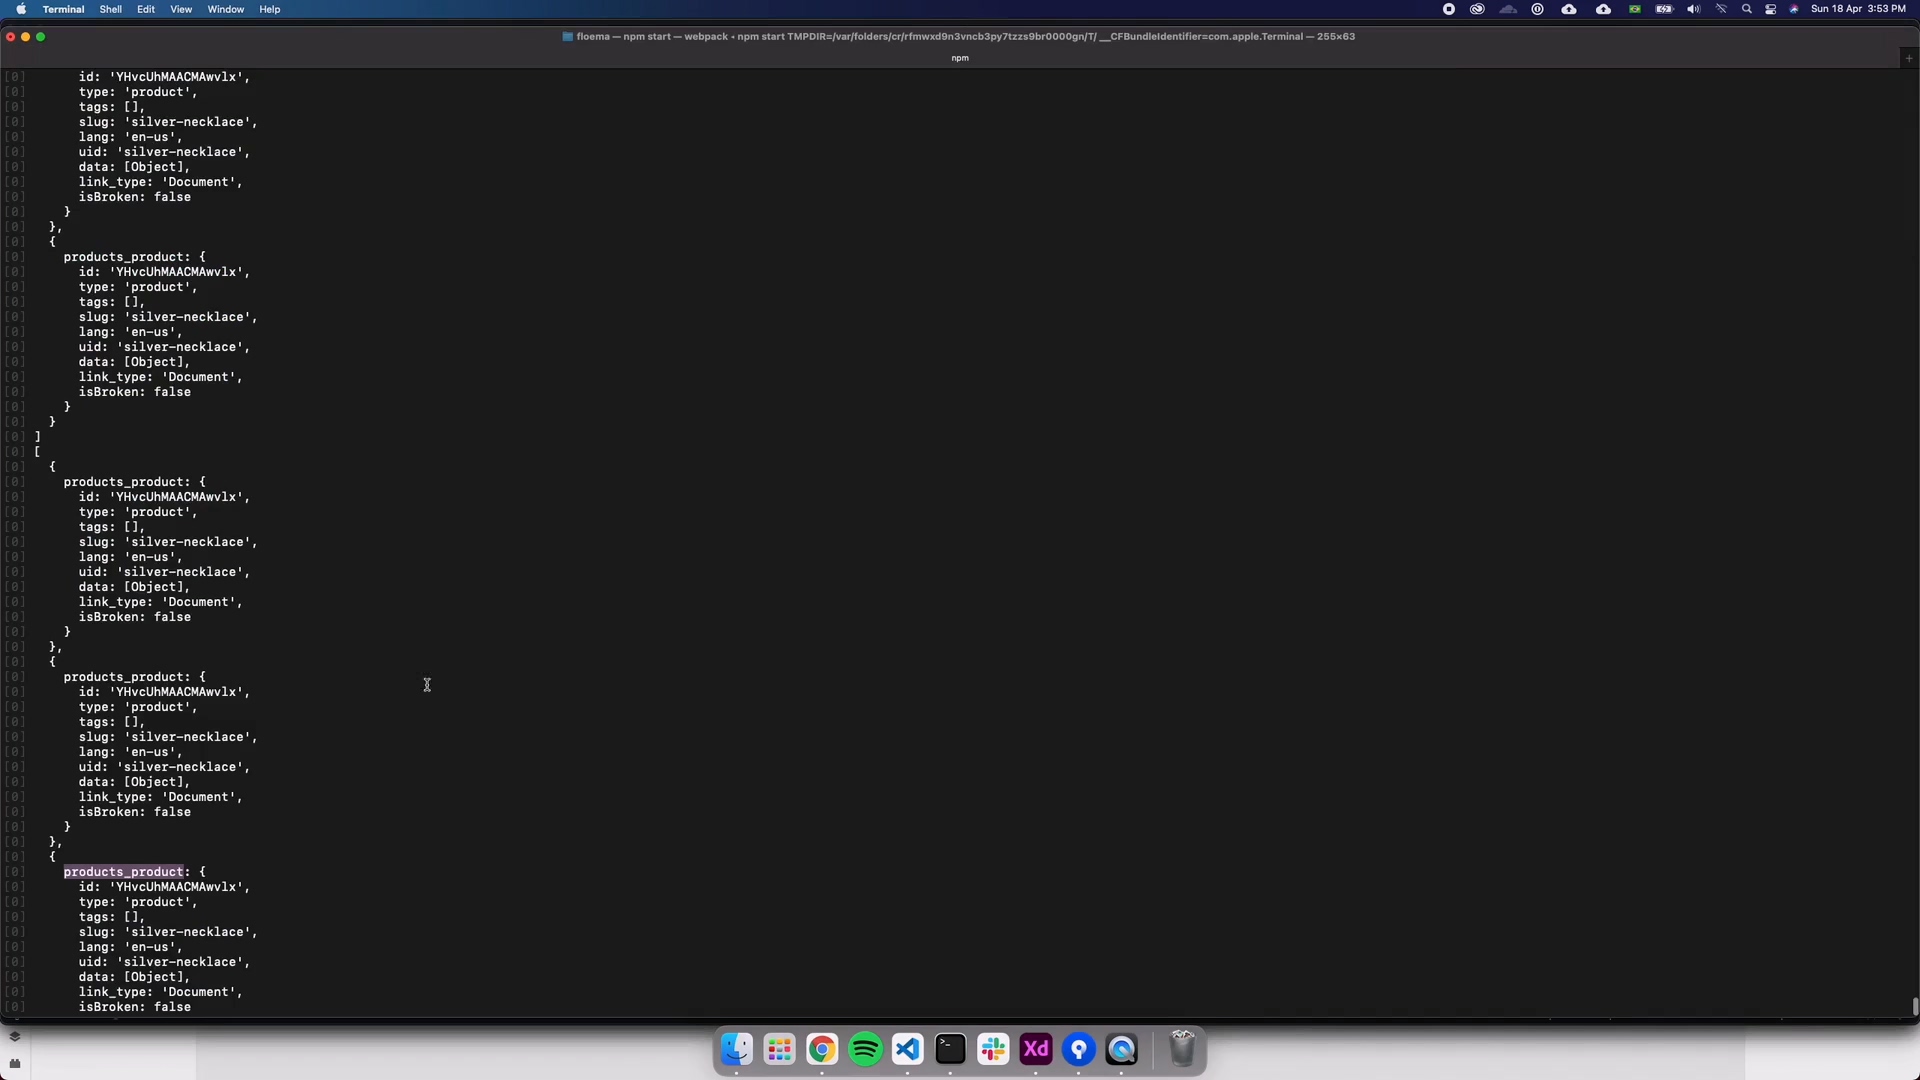 Terminal Shell Edit View Window Help Sun 18 Apr 3:53 PM
floema — npm start — webpack ◂ npm start TMPDIR=/var/folders/cr/rfmwxd9n3vncb3py7tzzs9br0000gn/T/ __CFBundleIdentifier=com.apple.Terminal — 255×63
npm
[0] id: 'YHvcUhMAACMAwvlx',
[0] type: 'product',
[0] tags: [],
[0] slug: 'silver-necklace',
[0] lang: 'en-us',
[0] uid: 'silver-necklace',
[0] data: [Object],
[0] link_type: 'Document',
[0] isBroken: false
[0] }
[0] },
[0] {
[0] products_product: {
[0] id: 'YHvcUhMAACMAwvlx',
[0] type: 'product',
[0] tags: [],
[0] slug: 'silver-necklace',
[0] lang: 'en-us',
[0] uid: 'silver-necklace',
[0] data: [Object],
[0] link_type: 'Document',
[0] isBroken: false
[0] }
[0] }
[0] ]
[0] [
[0] {
[0] products_product: {
[0] id: 'YHvcUhMAACMAwvlx',
[0] type: 'product',
[0] tags: [],
[0] slug: 'silver-necklace',
[0] lang: 'en-us',
[0] uid: 'silver-necklace',
[0] data: [Object],
[0] link_type: 'Document',
[0] isBroken: false
[0] }
[0] },
[0] {
[0] products_product: {
[0] id: 'YHvcUhMAACMAwvlx',
[0] type: 'product',
[0] tags: [],
[0] slug: 'silver-necklace',
[0] lang: 'en-us',
[0] uid: 'silver-necklace',
[0] data: [Object],
[0] link_type: 'Document',
[0] isBroken: false
[0] }
[0] },
[0] {
[0] products_product: {
[0] id: 'YHvcUhMAACMAwvlx',
[0] type: 'product',
[0] tags: [],
[0] slug: 'silver-necklace',
[0] lang: 'en-us',
[0] uid: 'silver-necklace',
[0] data: [Object],
[0] link_type: 'Document',
[0] isBroken: false
Xd